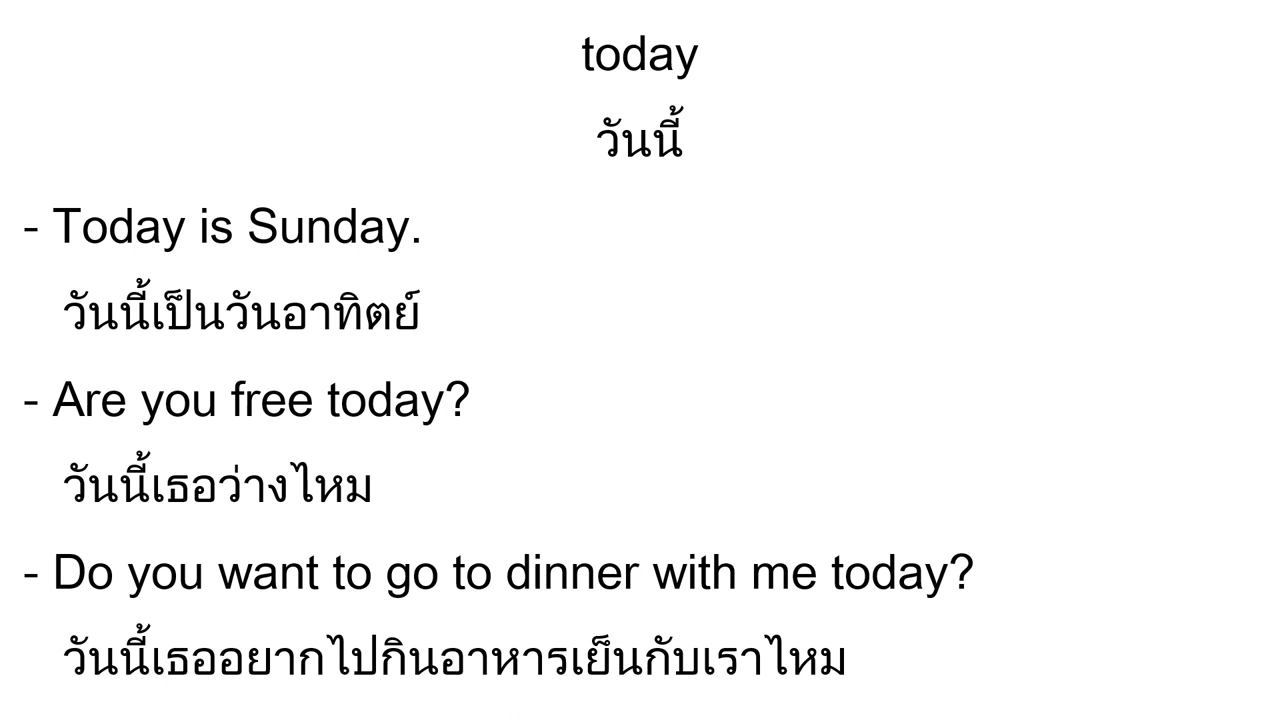 today
วันนี้
- Today is Sunday.
วันนี้เป็นวันอาทิตย์
- Are you free today?
วันนี้เธอว่างไหม
- Do you want to go to dinner with me today?
วันนี้เธออยากไปกินอาหารเย็นกับเราไหม